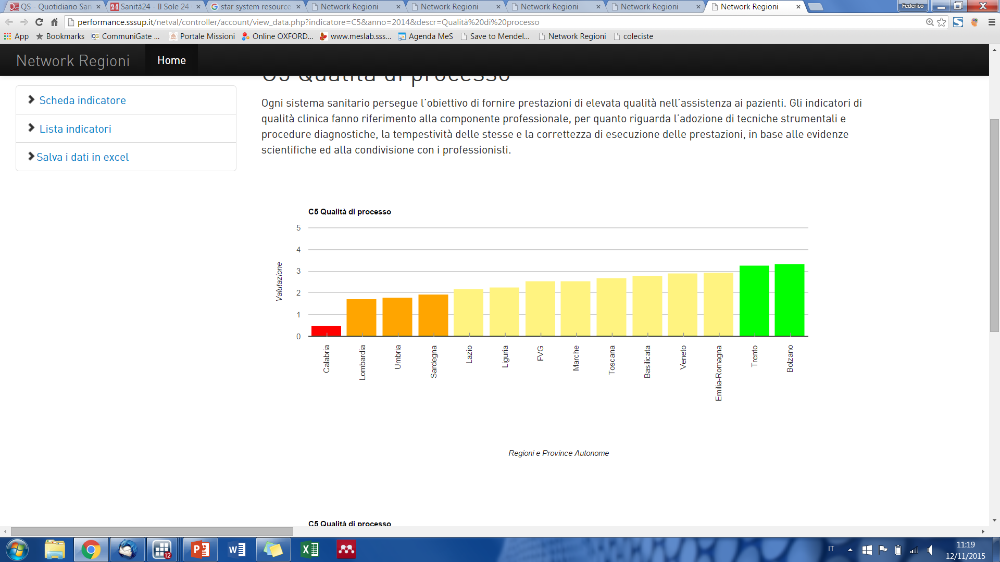 QS - Quotidiano San
Sanità24 - Il Sole 24
star system resource
Network Regioni
Network Regioni
Network Regioni
Network Regioni
Network Regioni
Federico
performance.sssup.it/netval/controller/account/view_data.php?indicatore=C5&anno=2014&descr=Qualità%20di%20processo
App
Bookmarks
CommuniGate ...
Portale Missioni
Online OXFORD...
www.meslab.sss...
Agenda MeS
Save to Mendel...
Network Regioni
coleciste
Network Regioni
Home
C5 Qualità di processo
Scheda indicatore
Lista indicatori
Salva i dati in excel
Ogni sistema sanitario persegue l'obiettivo di fornire prestazioni di elevata qualità nell'assistenza ai pazienti. Gli indicatori di
qualità clinica fanno riferimento alla componente professionale, per quanto riguarda l'adozione di tecniche strumentali e
procedure diagnostiche, la tempestività delle stesse e la correttezza di esecuzione delle prestazioni, in base alle evidenze
scientifiche ed alla condivisione con i professionisti.
C5 Qualità di processo
5
4
3
2
1
0
Valutazione
Calabria
Lombardia
Umbria
Sardegna
Lazio
Liguria
FVG
Marche
Toscana
Basilicata
Veneto
Emilia-Romagna
Trento
Bolzano
Regioni e Province Autonome
C5 Qualità di processo
12
IT
11:19
12/11/2015